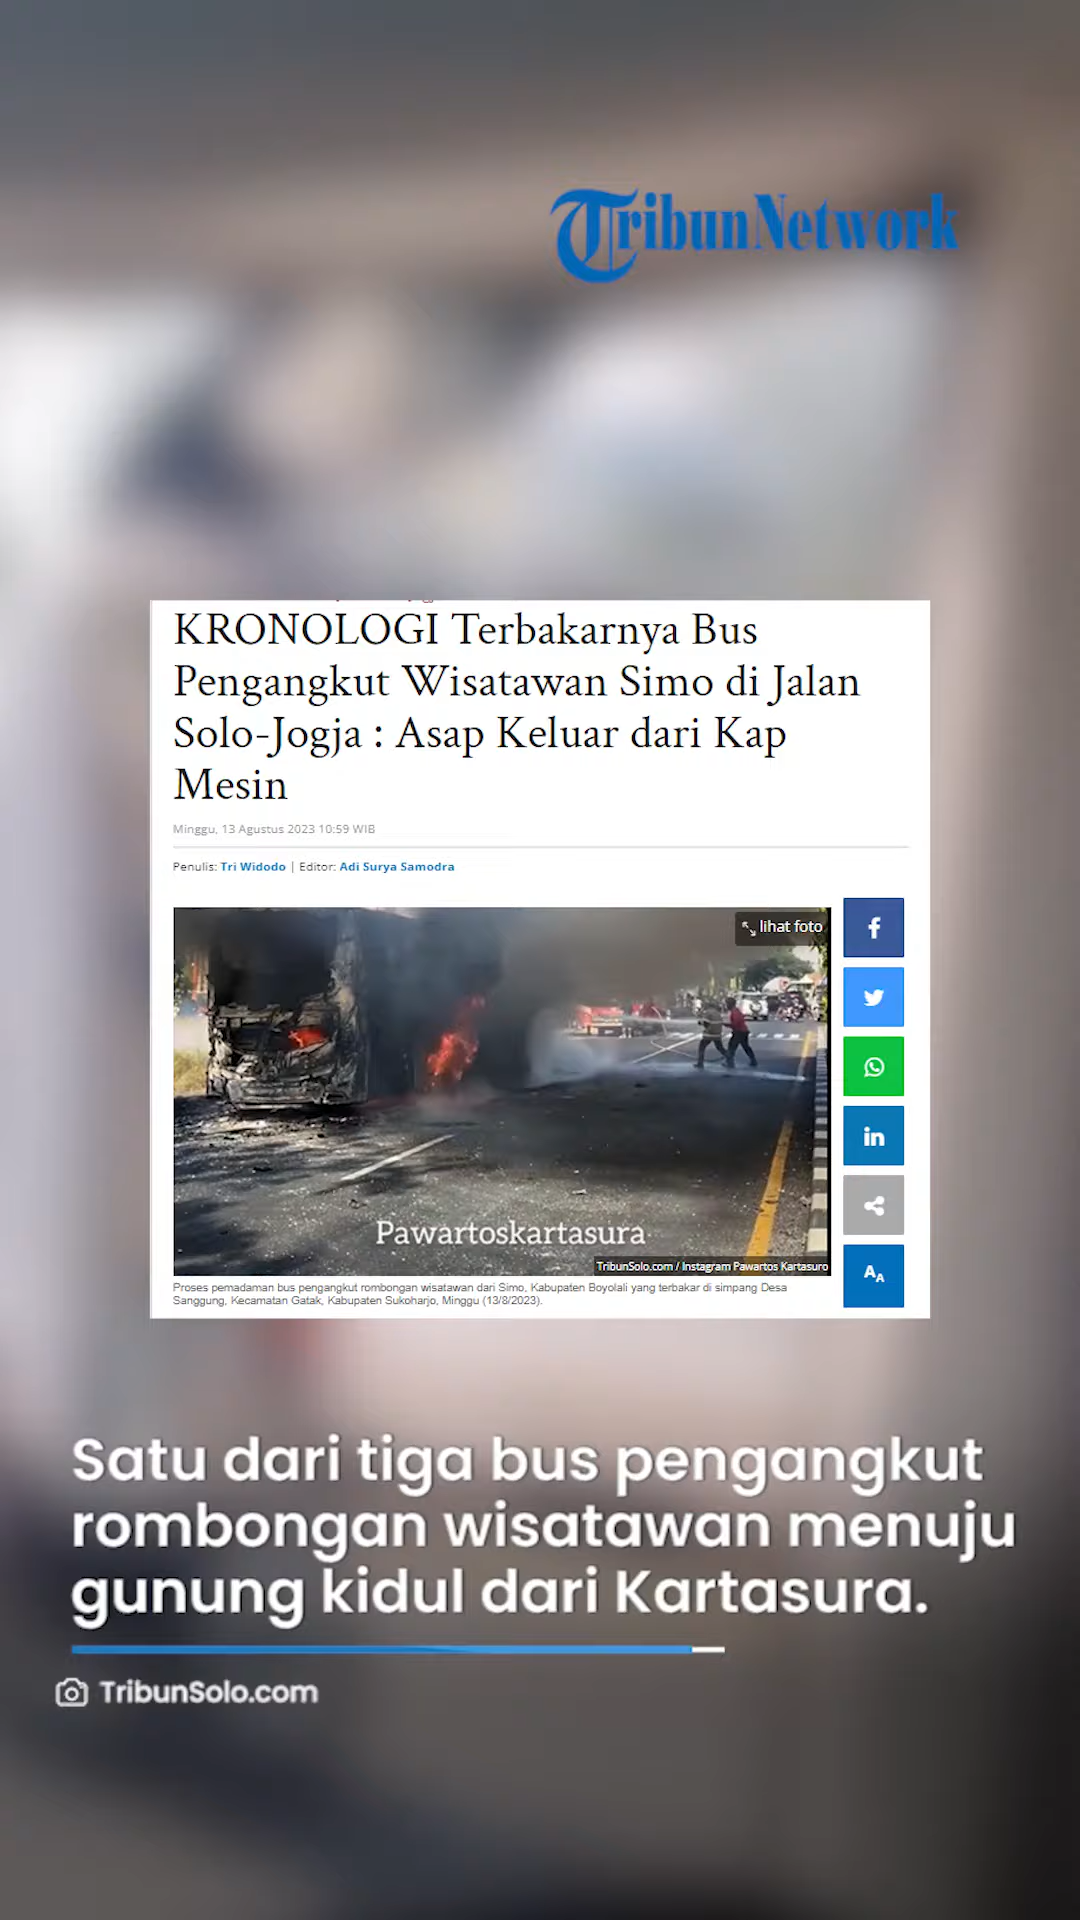 TribunNetwork
KRONOLOGI Terbakarnya Bus
Pengangkut Wisatawan Simo di Jalan
Solo-Jogja : Asap Keluar dari Kap
Mesin
Minggu, 13 Agustus 2023 10:59 WIB
Penulis: Tri Widodo | Editor: Adi Surya Samodra
lihat foto
Pawartoskartasura
TribunSolo.com / Instagram Pawartos Kartasuro
Proses pemadaman bus pengangkut rombongan wisatawan dari Simo, Kabupaten Boyolali yang terbakar di simpang Desa
Sanggung, Kecamatan Gatak, Kabupaten Sukoharjo, Minggu (13/8/2023).
Satu dari tiga bus pengangkut
rombongan wisatawan menuju
gunung kidul dari Kartasura.
TribunSolo.com